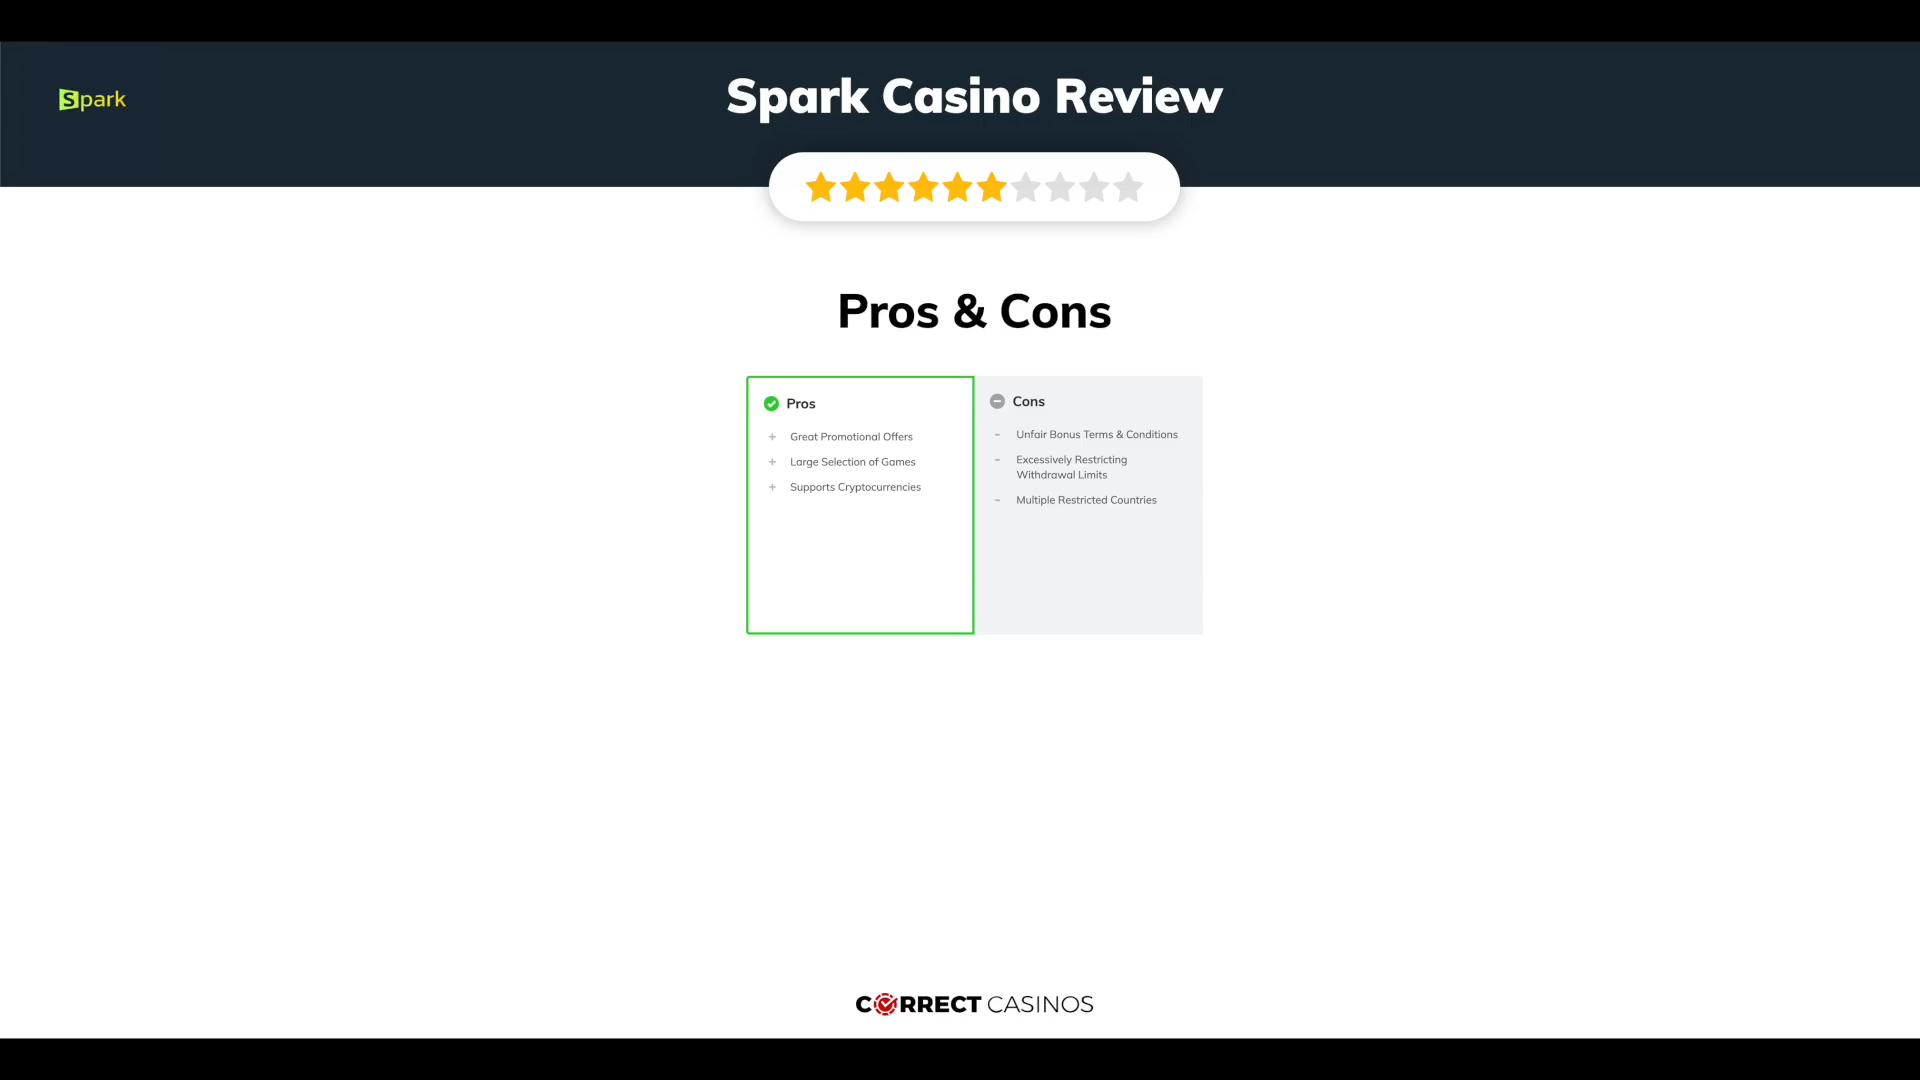 Spark
Spark Casino Review
Pros & Cons
Pros
+ Great Promotional Offers
+ Large Selection of Games
+ Supports Cryptocurrencies
Cons
- Unfair Bonus Terms & Conditions
- Excessively Restricting
Withdrawal Limits
- Multiple Restricted Countries
CORRECT CASINOS